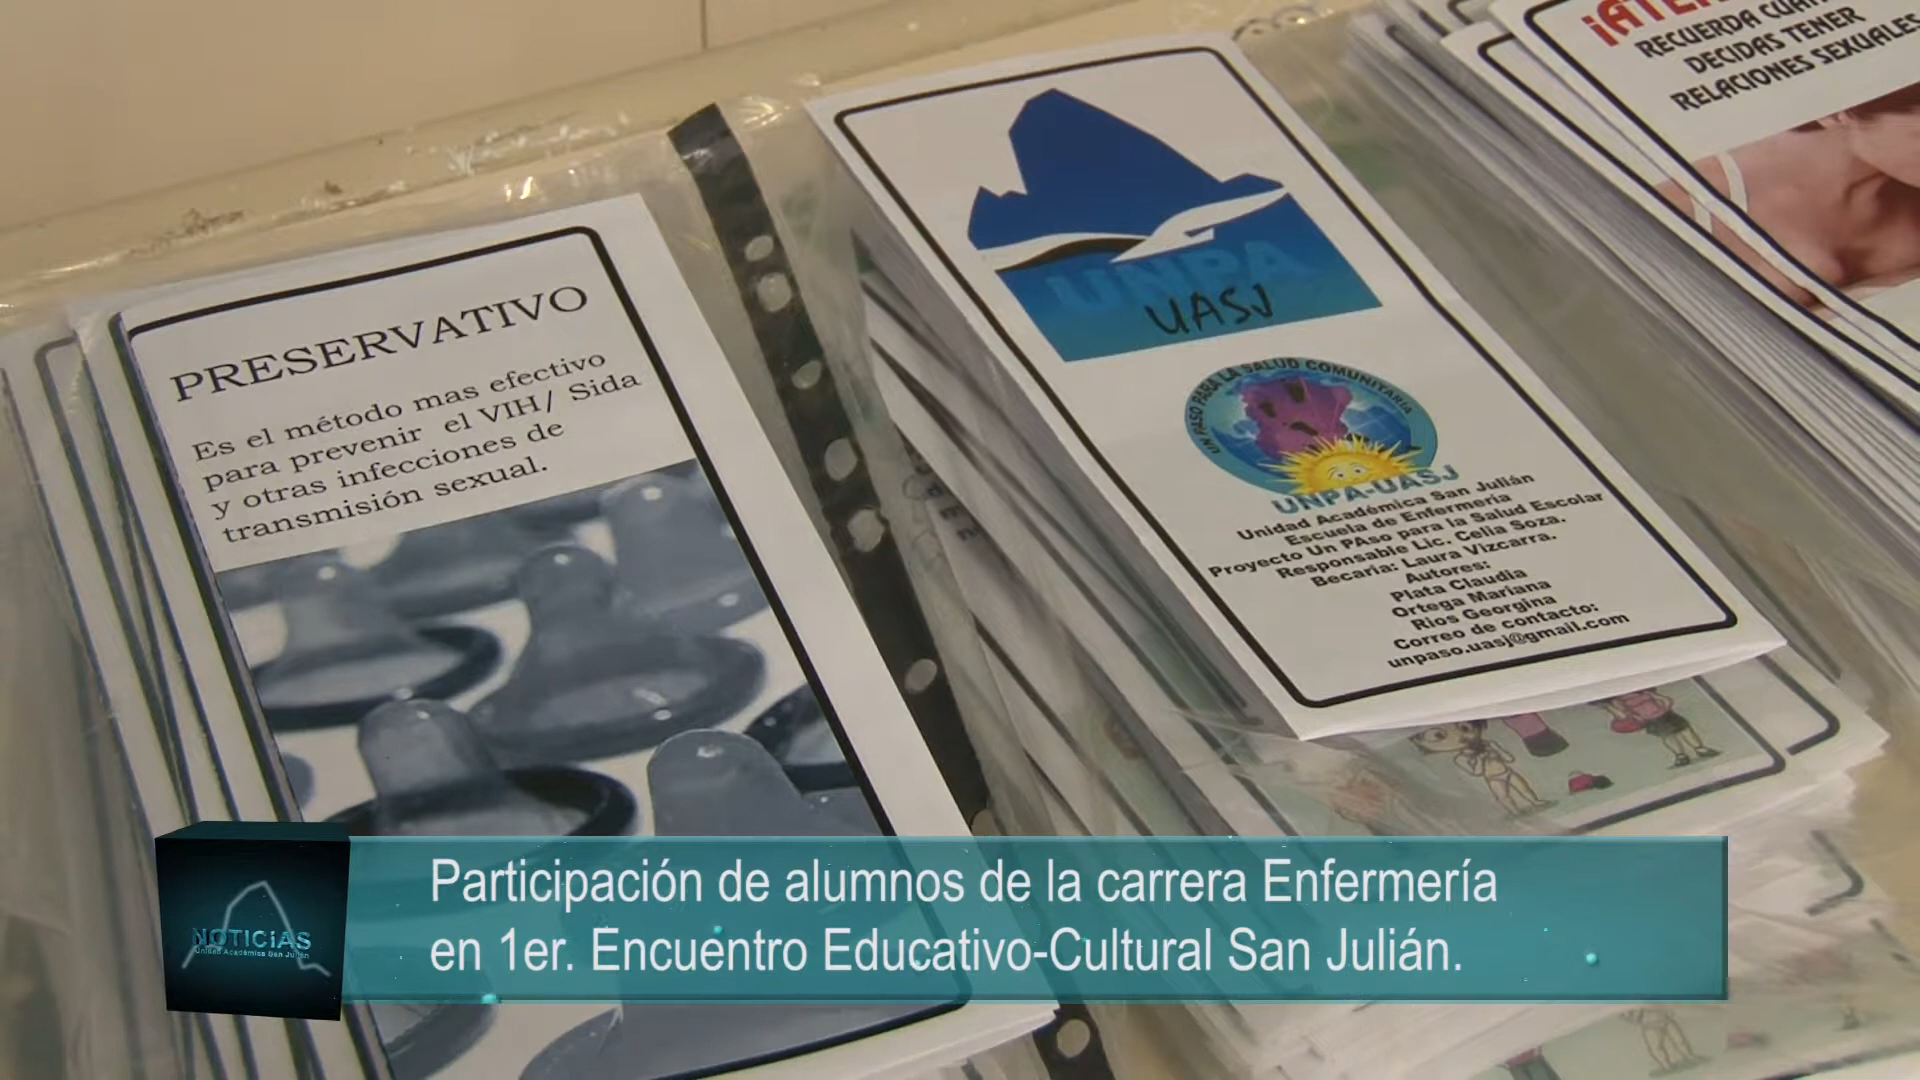 PRESERVATIVO
Es el método mas efectivo
para prevenir el VIH/ Sida
y otras infecciones de
transmisión sexual.
UNPA
UASJ
UN PASO PARA LA SALUD COMUNITARIA
UNPA-UASJ
Unidad Académica San Julián
Escuela de Enfermería
Proyecto Un PAso para la Salud Escolar
Responsable Lic. Celia Soza.
Becaria: Laura Vizcarra.
Autores:
Plata Claudia
Ortega Mariana
Rios Georgina
Correo de contacto:
unpaso.uasj@gmail.com
RECUERDA
DECIDAS TENER
RELACIONES SEXUALES
NOTICIAS
Unidad Académica San Julián
Participación de alumnos de la carrera Enfermería
en 1er. Encuentro Educativo-Cultural San Julián.